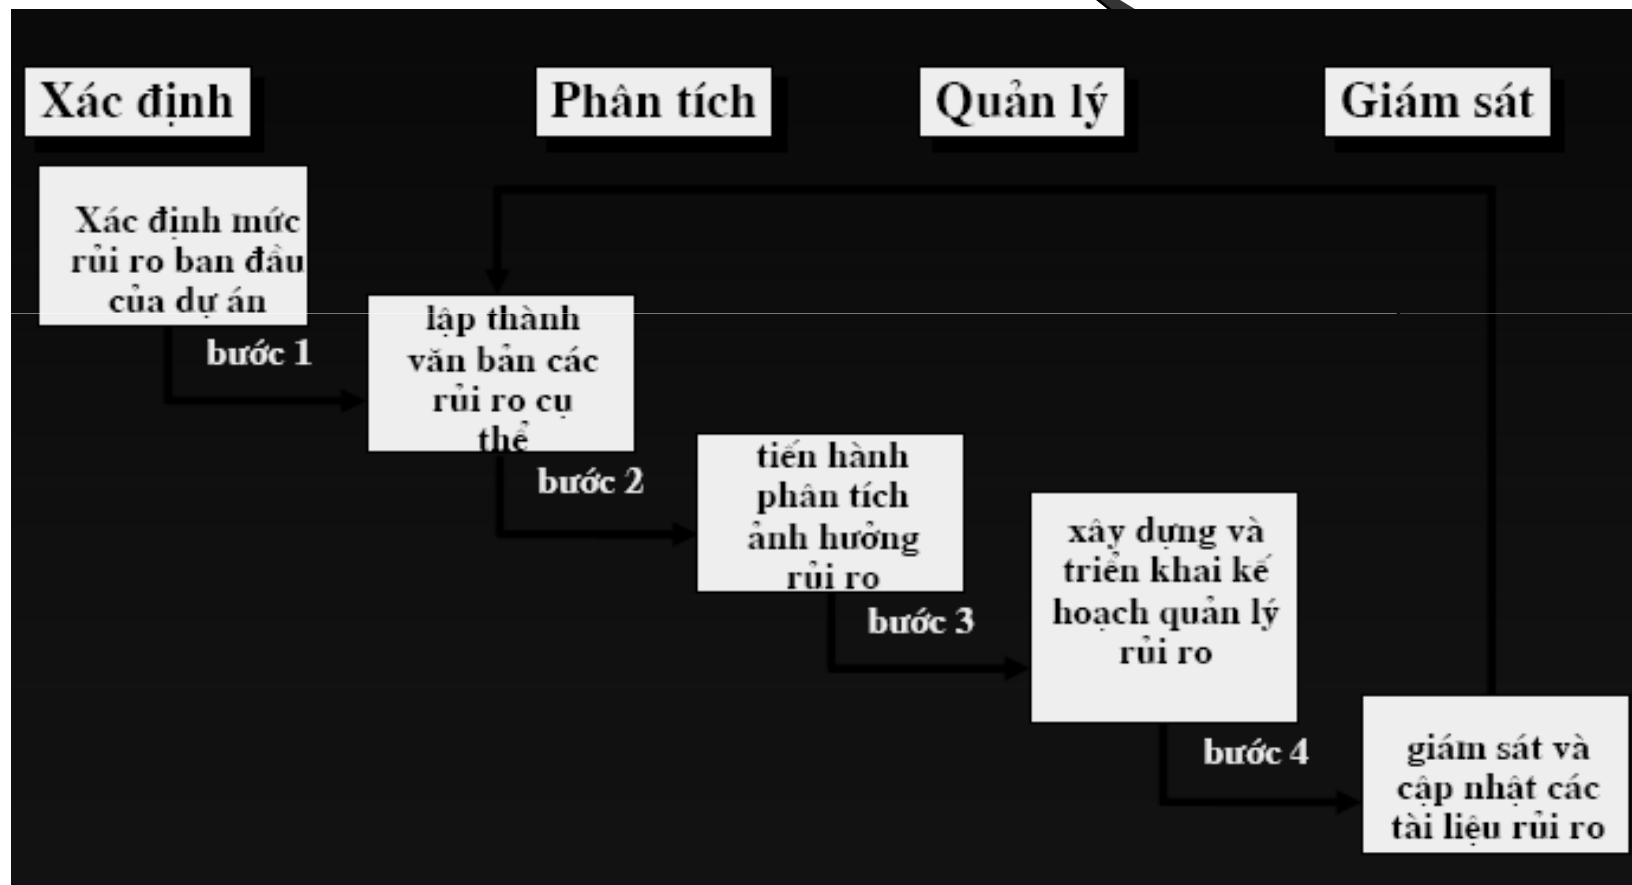 Xác định
Phân tích
Quản lý
Giám sát
Xác định mức
rủi ro ban đầu
của dự án
bước 1
lập thành
văn bản các
rủi ro cụ
thể
bước 2
tiến hành
phân tích
ảnh hưởng
rủi ro
bước 3
xây dựng và
triển khai kế
hoạch quản lý
rủi ro
bước 4
giám sát và
cập nhật các
tài liệu rủi ro